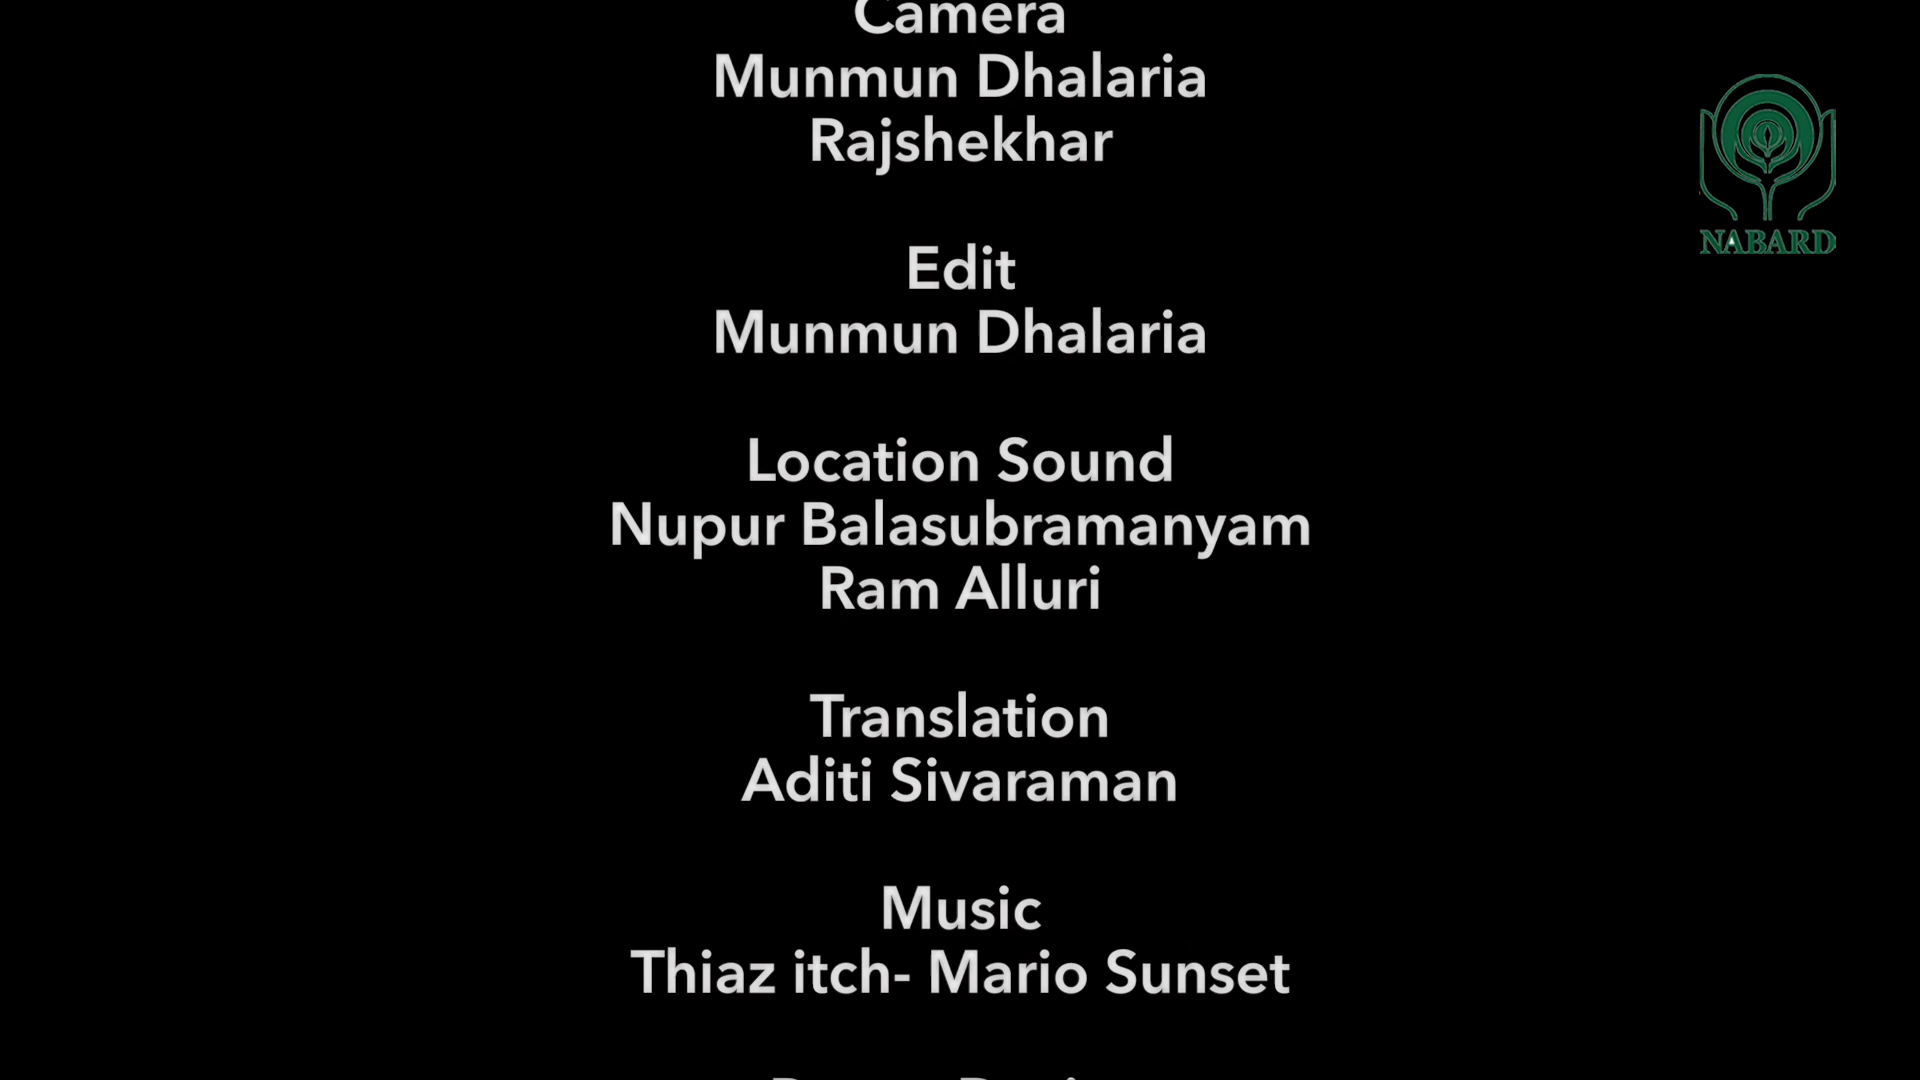 Camera
Munmun Dhalaria
Rajshekhar
Edit
Munmun Dhalaria
Location Sound
Nupur Balasubramanyam
Ram Alluri
Translation
Aditi Sivaraman
Music
Thiaz itch- Mario Sunset
NABARD